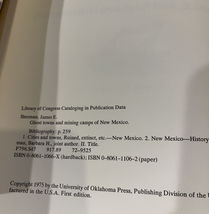 Library of Congress Cataloging in Publication Data
Sherman, James E.
Ghost towns and mining camps of New Mexico.
Bibliography: p. 259
1. Cities and towns, Ruined, extinct, etc.—New Mexico. 2. New Mexico—History
man, Barbara H., joint author. II. Title.
F796.S47 917.89 72-9525
ISBN 0-8061-1066-X (hardback); ISBN 0-8061-1106-2 (paper)
Copyright 1975 by the University of Oklahoma Press, Publishing Division of the U
factured in the U.S.A. First edition.